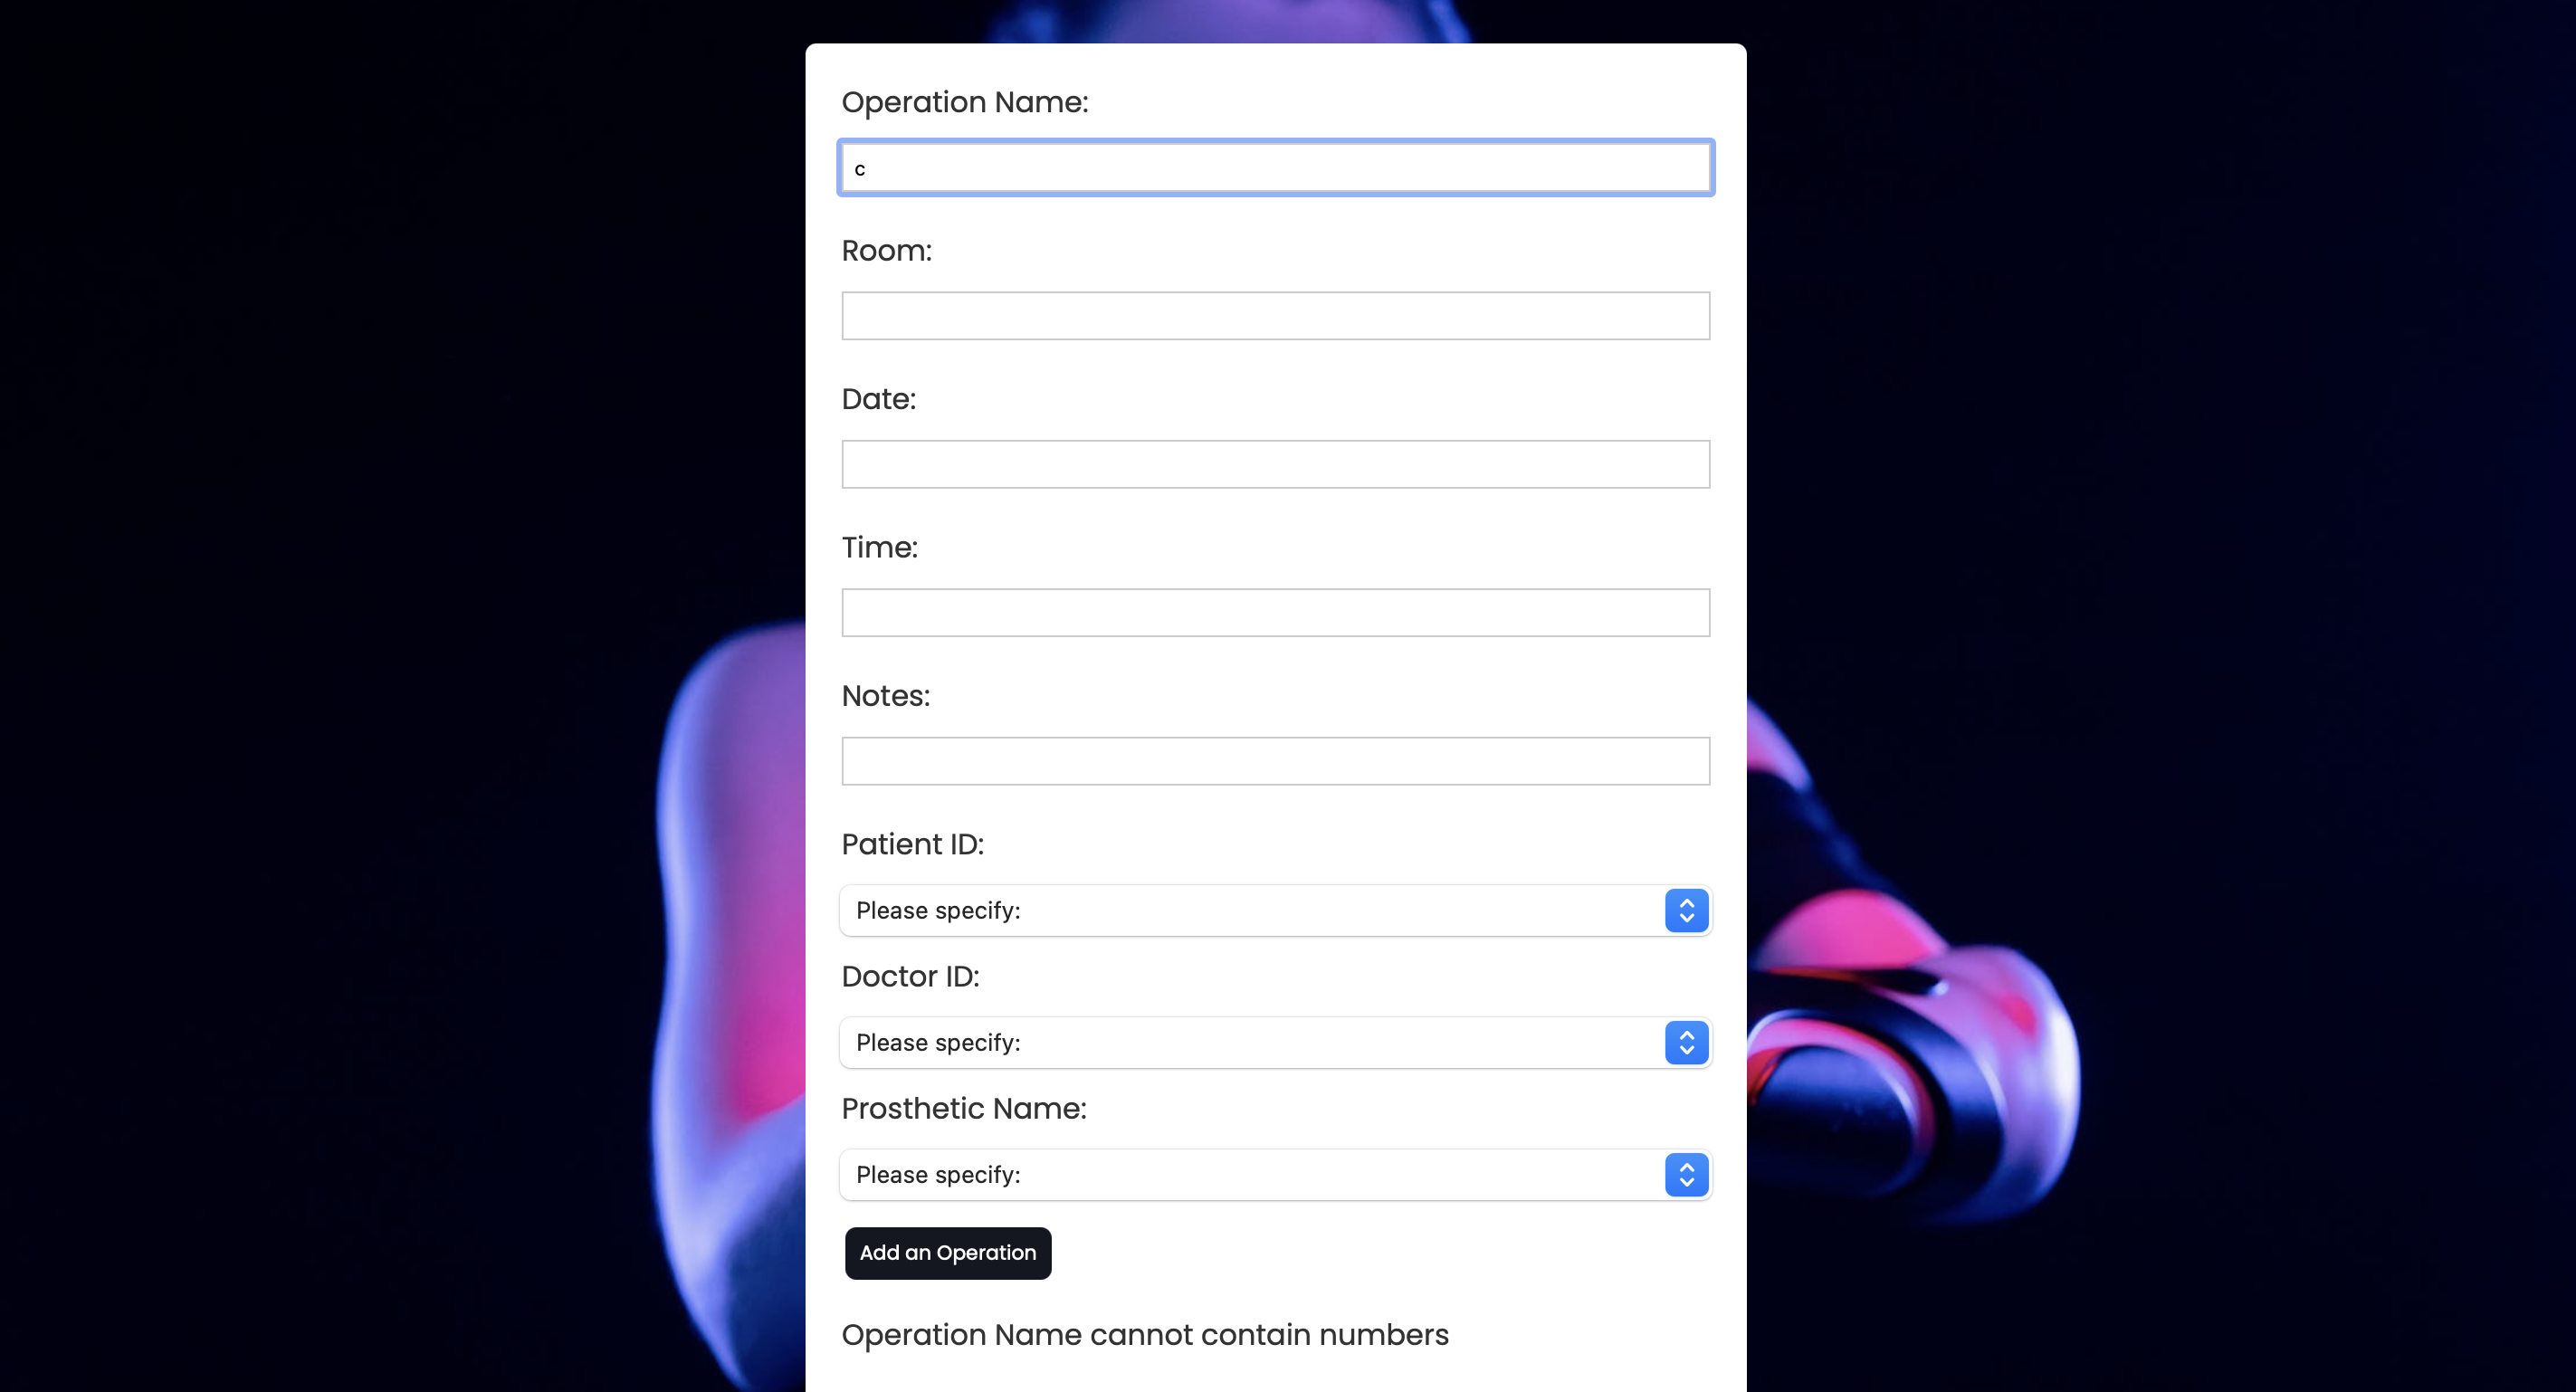 Operation Name:
c
Room:
Date:
Time:
Notes:
Patient ID:
Please specify:
Doctor ID:
Please specify:
Prosthetic Name:
Please specify:
Add an Operation
Operation Name cannot contain numbers